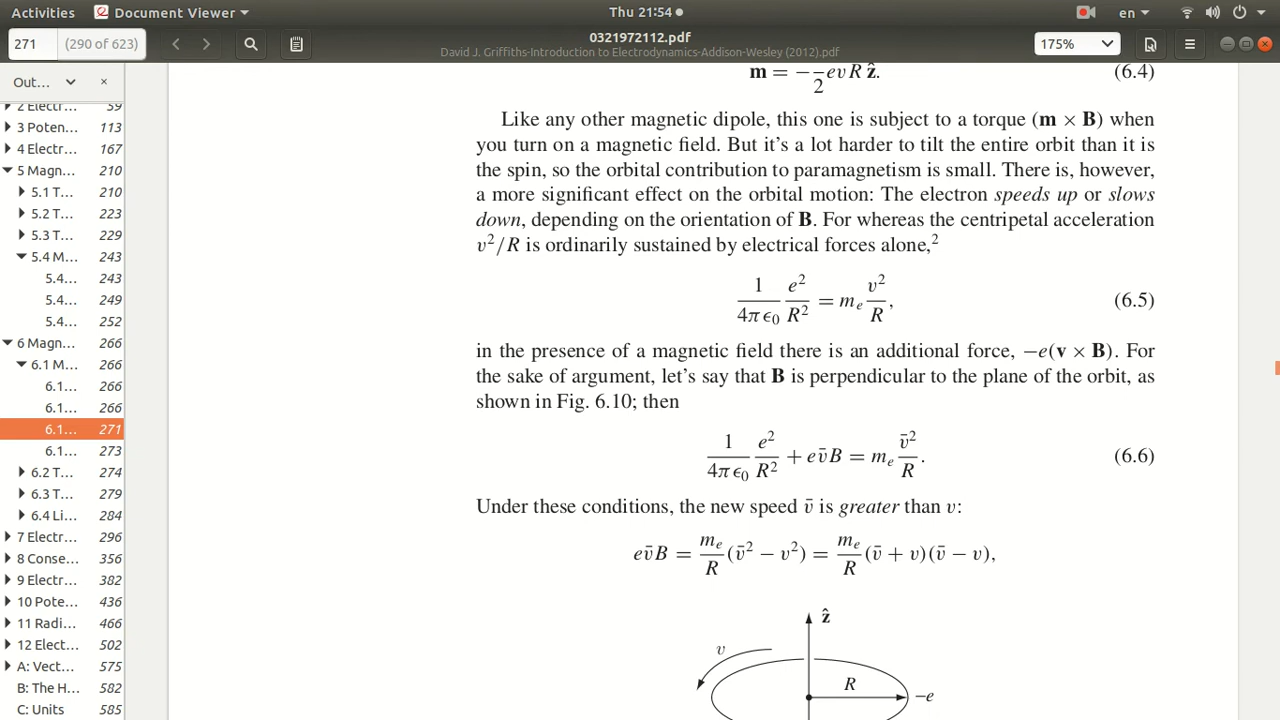 Activities Document Viewer Thu 21:54 en
271 (290 of 623) 0321972112.pdf 175%
David J. Griffiths-Introduction to Electrodynamics-Addison-Wesley (2012).pdf
Out... ×
2 Electr... 59
3 Poten... 113
4 Electr... 167
5 Magn... 210
5.1 T... 210
5.2 T... 223
5.3 T... 229
5.4 M... 243
5.4... 243
5.4... 249
5.4... 252
6 Magn... 266
6.1 M... 266
6.1... 266
6.1... 266
6.1... 271
6.1... 273
6.2 T... 274
6.3 T... 279
6.4 Li... 284
7 Electr... 296
8 Conse... 356
9 Electr... 382
10 Pote... 436
11 Radi... 466
12 Elect... 502
A: Vect... 575
B: The H... 582
C: Units 585
m = −–/2 evR ẑ. (6.4)
Like any other magnetic dipole, this one is subject to a torque (m × B) when
you turn on a magnetic field. But it's a lot harder to tilt the entire orbit than it is
the spin, so the orbital contribution to paramagnetism is small. There is, however,
a more significant effect on the orbital motion: The electron speeds up or slows
down, depending on the orientation of B. For whereas the centripetal acceleration
v²/R is ordinarily sustained by electrical forces alone,²
1/(4πϵ₀) e²/R² = mₑ v²/R, (6.5)
in the presence of a magnetic field there is an additional force, −e(v × B). For
the sake of argument, let's say that B is perpendicular to the plane of the orbit, as
shown in Fig. 6.10; then
1/(4πϵ₀) e²/R² + ev̄B = mₑ v̄²/R. (6.6)
Under these conditions, the new speed v̄ is greater than v:
ev̄B = mₑ/R (v̄² − v²) = mₑ/R (v̄ + v)(v̄ − v),
ẑ
v
R
−e